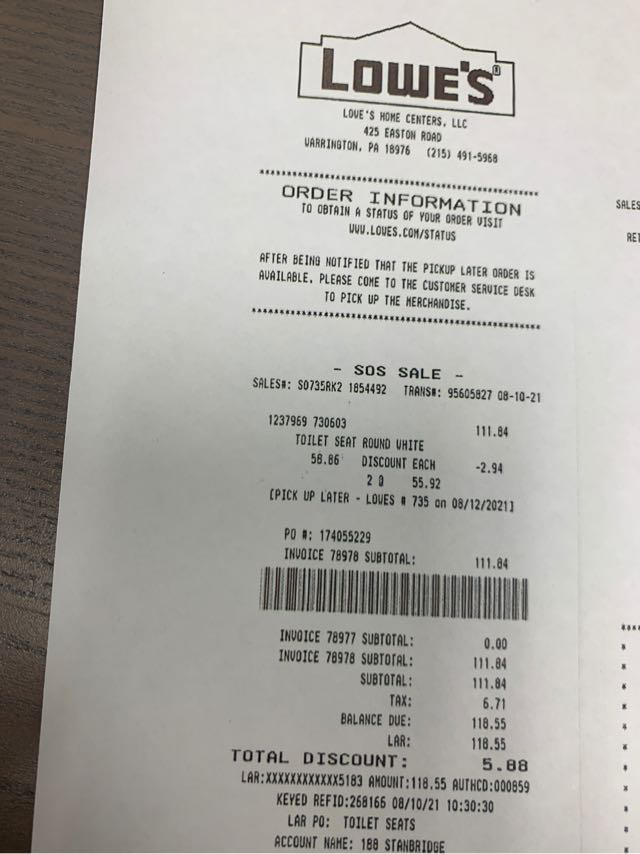 LOWE'S®
LOWE'S HOME CENTERS, LLC
425 EASTON ROAD
WARRINGTON, PA 18976 (215) 491-5968
****************************************************
ORDER INFORMATION
TO OBTAIN A STATUS OF YOUR ORDER VISIT
WWW.LOWES.COM/STATUS
AFTER BEING NOTIFIED THAT THE PICKUP LATER ORDER IS
AVAILABLE, PLEASE COME TO THE CUSTOMER SERVICE DESK
TO PICK UP THE MERCHANDISE.
****************************************************
- SOS SALE -
SALES#: S0735RK2 1854492 TRANS#: 95605827 08-10-21
1237969 730603 111.84
TOILET SEAT ROUND WHITE
58.86 DISCOUNT EACH -2.94
2 @ 55.92
[PICK UP LATER - LOWES # 735 on 08/12/2021]
PO #: 174055229
INVOICE 78978 SUBTOTAL: 111.84
INVOICE 78977 SUBTOTAL: 0.00
INVOICE 78978 SUBTOTAL: 111.84
SUBTOTAL: 111.84
TAX: 6.71
BALANCE DUE: 118.55
LAR: 118.55
TOTAL DISCOUNT: 5.88
LAR:XXXXXXXXXXXX5183 AMOUNT:118.55 AUTHCD:000859
KEYED REFID:268166 08/10/21 10:30:30
LAR PO: TOILET SEATS
ACCOUNT NAME: 188 STANBRIDGE
SALES